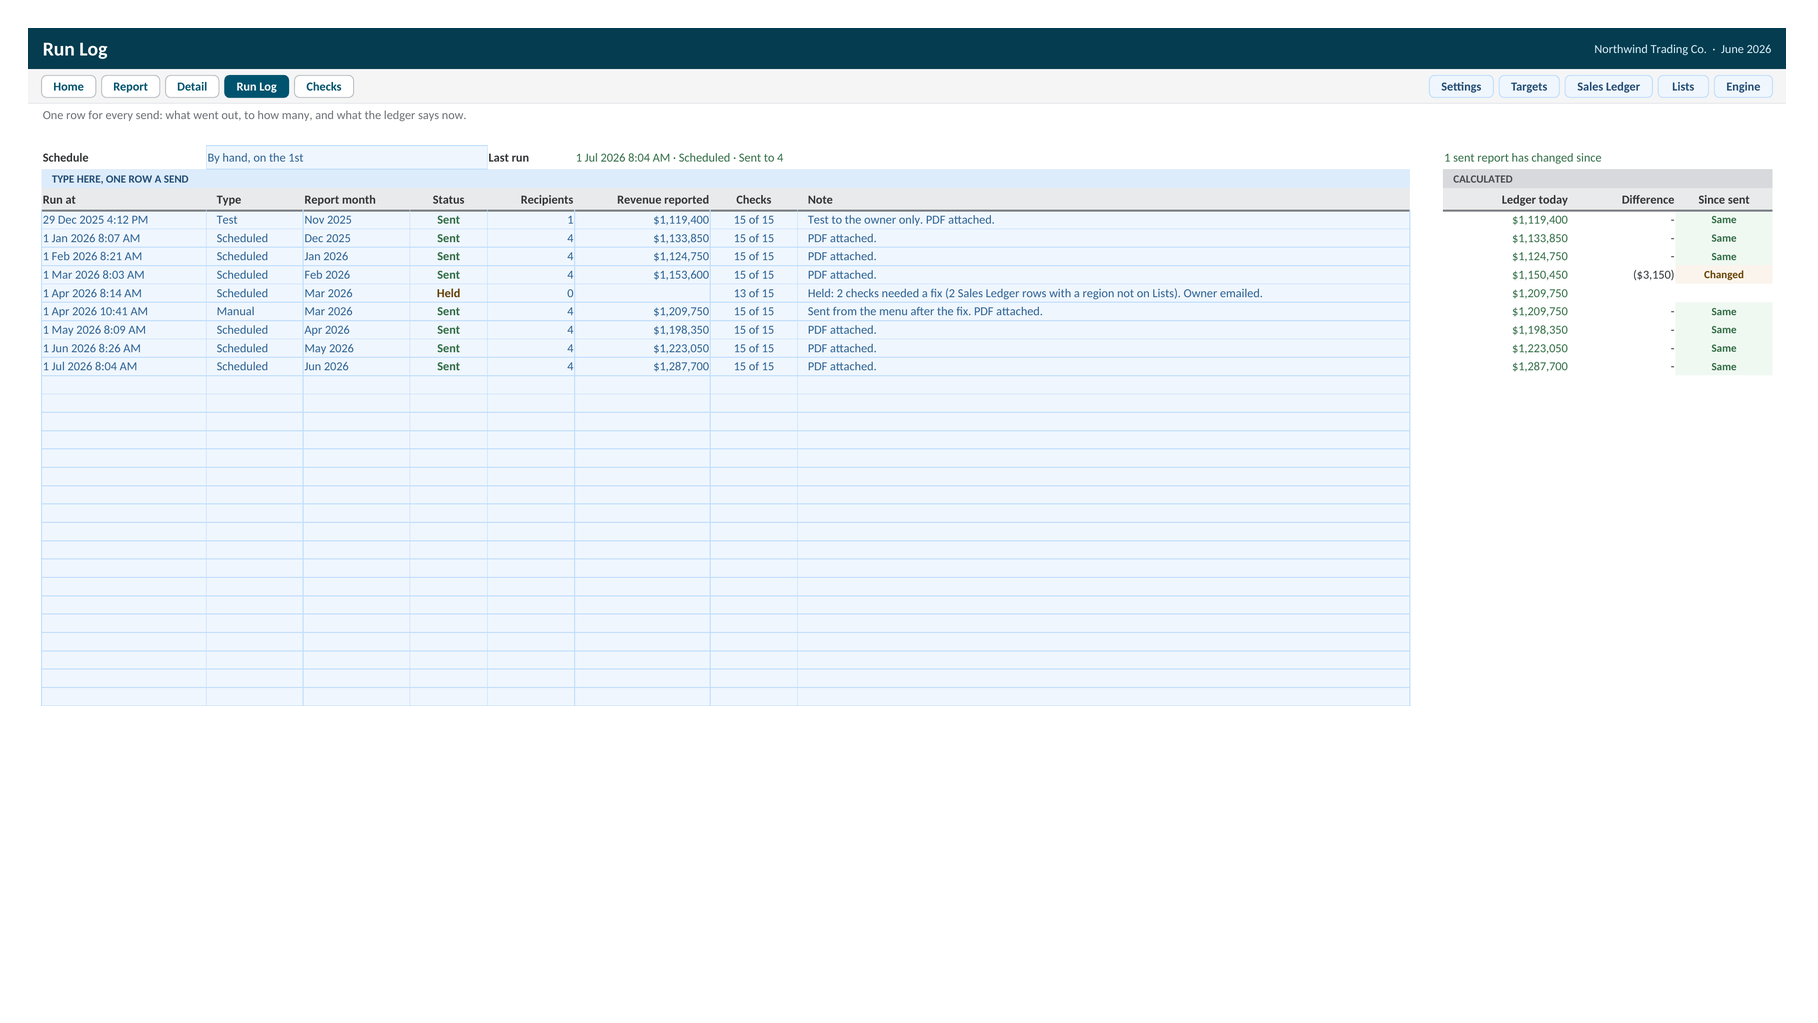 Run Log
Northwind Trading Co. · June 2026
Home Report Detail Run Log Checks Settings Targets Sales Ledger Lists Engine
One row for every send: what went out, to how many, and what the ledger says now.
Schedule By hand, on the 1st Last run 1 Jul 2026 8:04 AM · Scheduled · Sent to 4 1 sent report has changed since
TYPE HERE, ONE ROW A SEND CALCULATED
Run at Type Report month Status Recipients Revenue reported Checks Note Ledger today Difference Since sent
29 Dec 2025 4:12 PM Test Nov 2025 Sent 1 $1,119,400 15 of 15 Test to the owner only. PDF attached. $1,119,400 - Same
1 Jan 2026 8:07 AM Scheduled Dec 2025 Sent 4 $1,133,850 15 of 15 PDF attached. $1,133,850 - Same
1 Feb 2026 8:21 AM Scheduled Jan 2026 Sent 4 $1,124,750 15 of 15 PDF attached. $1,124,750 - Same
1 Mar 2026 8:03 AM Scheduled Feb 2026 Sent 4 $1,153,600 15 of 15 PDF attached. $1,150,450 ($3,150) Changed
1 Apr 2026 8:14 AM Scheduled Mar 2026 Held 0 13 of 15 Held: 2 checks needed a fix (2 Sales Ledger rows with a region not on Lists). Owner emailed. $1,209,750
1 Apr 2026 10:41 AM Manual Mar 2026 Sent 4 $1,209,750 15 of 15 Sent from the menu after the fix. PDF attached. $1,209,750 - Same
1 May 2026 8:09 AM Scheduled Apr 2026 Sent 4 $1,198,350 15 of 15 PDF attached. $1,198,350 - Same
1 Jun 2026 8:26 AM Scheduled May 2026 Sent 4 $1,223,050 15 of 15 PDF attached. $1,223,050 - Same
1 Jul 2026 8:04 AM Scheduled Jun 2026 Sent 4 $1,287,700 15 of 15 PDF attached. $1,287,700 - Same